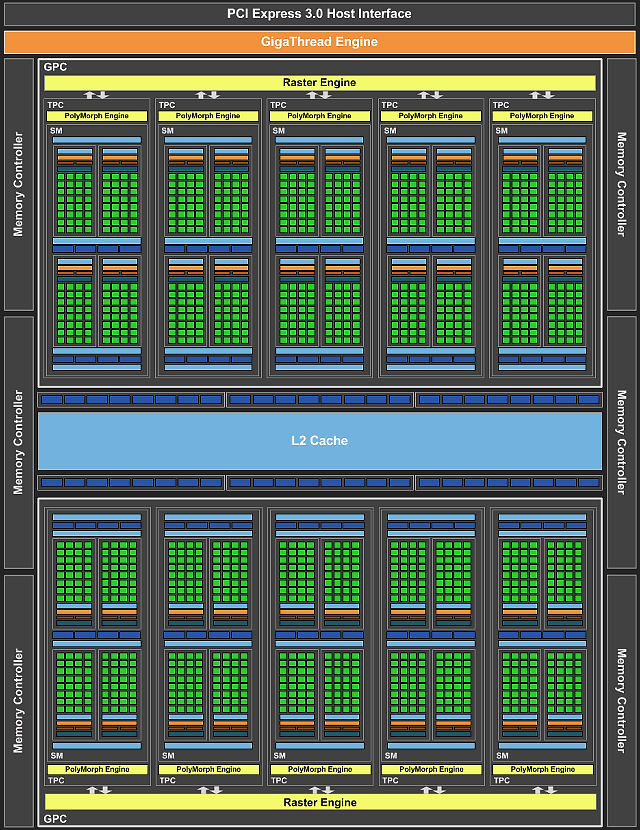 PCI Express 3.0 Host Interface
GigaThread Engine
GPC
Raster Engine
TPC TPC TPC TPC TPC
PolyMorph Engine PolyMorph Engine PolyMorph Engine PolyMorph Engine PolyMorph Engine
SM SM SM SM SM
Memory Controller
Memory Controller
Memory Controller
Memory Controller
L2 Cache
Memory Controller
Memory Controller
SM SM SM SM SM
PolyMorph Engine PolyMorph Engine PolyMorph Engine PolyMorph Engine PolyMorph Engine
TPC TPC TPC TPC TPC
Raster Engine
GPC